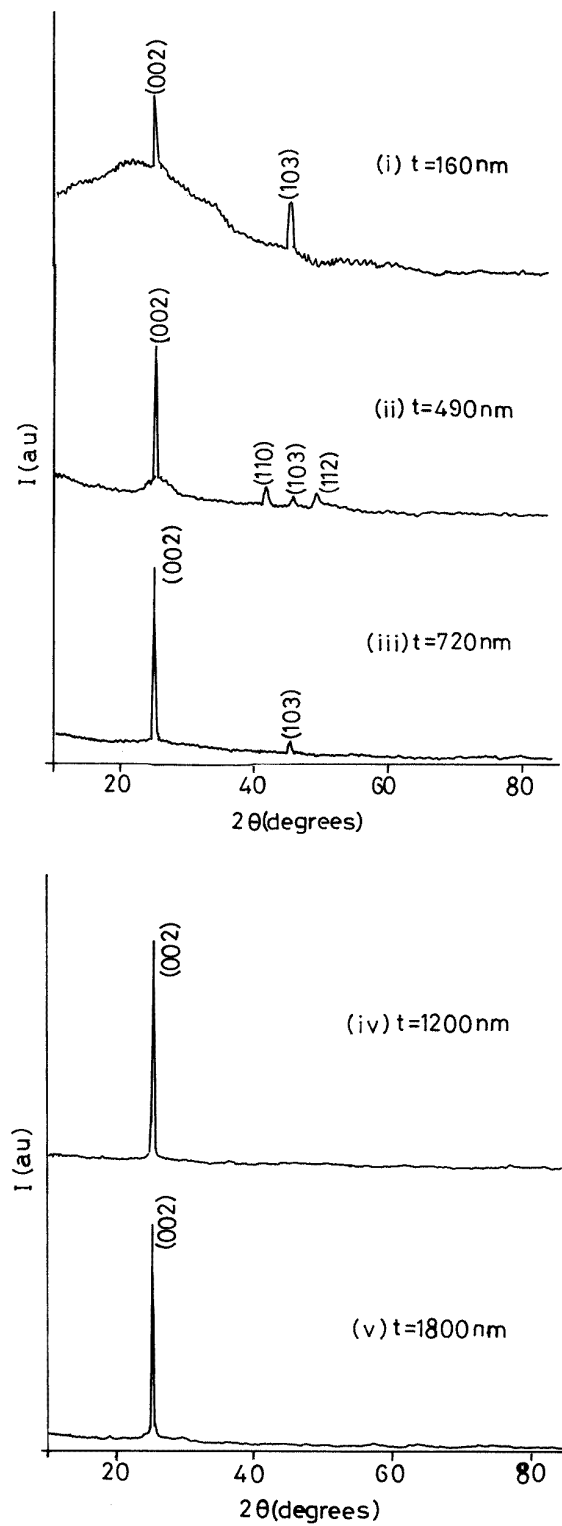 (002)
(103)
(i) t=160nm
(002)
(ii) t=490nm
(110)
(103)
(112)
I(au)
(002)
(iii) t=720nm
(103)
20 40 60 80
2θ(degrees)
(002)
(iv) t=1200nm
I(au)
(002)
(v) t=1800nm
20 40 60 80
2θ(degrees)